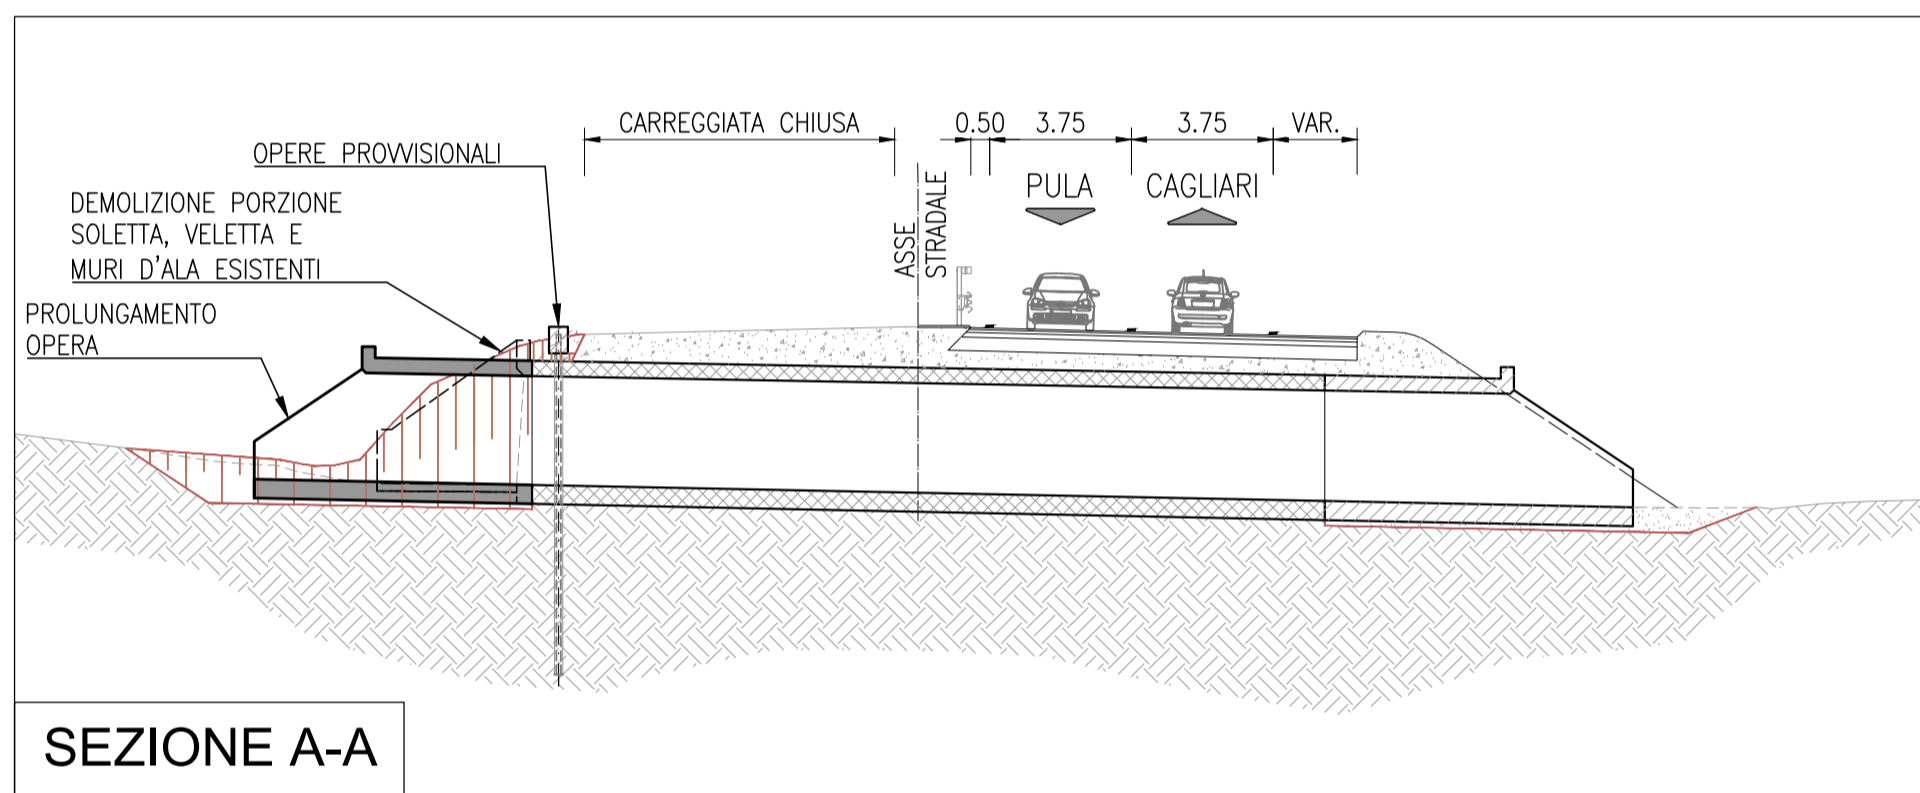 CARREGGIATA CHIUSA
0.50
3.75
3.75
VAR.
OPERE PROVVISIONALI
PULA
CAGLIARI
DEMOLIZIONE PORZIONE
SOLETTA, VELETTA E
MURI D'ALA ESISTENTI
ASSE
STRADALE
PROLUNGAMENTO
OPERA
SEZIONE A-A